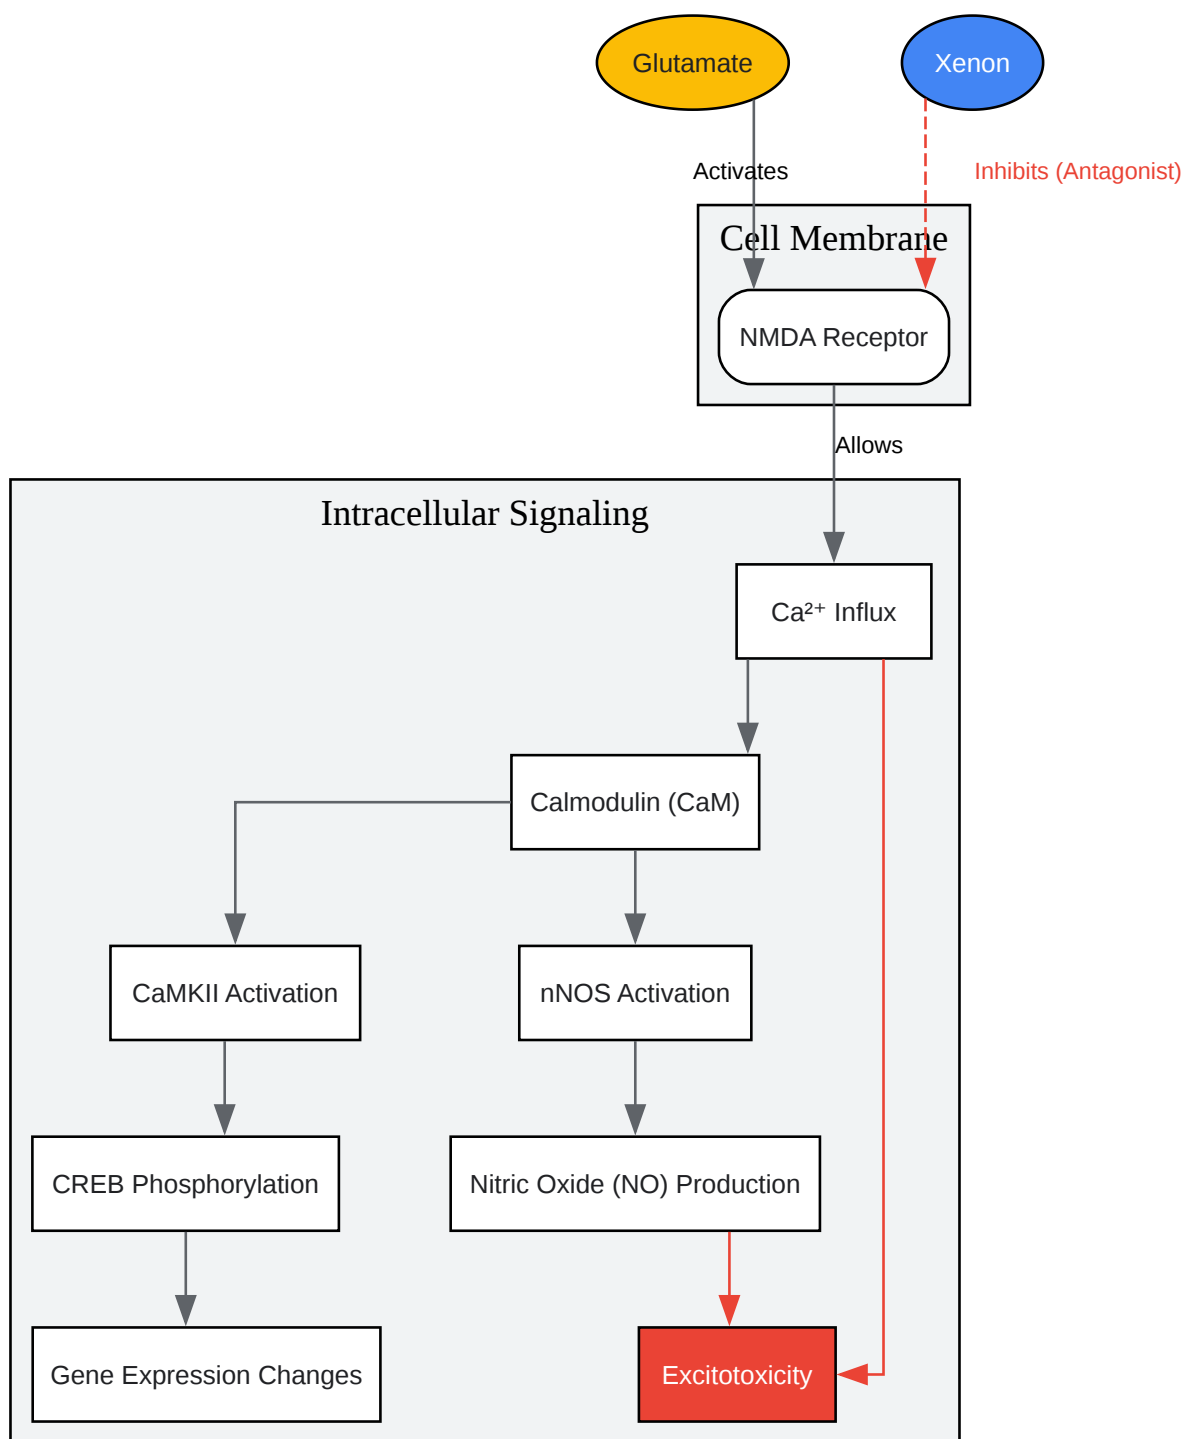 Glutamate
Xenon
Activates
Inhibits (Antagonist)
Cell Membrane
NMDA Receptor
Allows
Intracellular Signaling
Ca²⁺ Influx
Calmodulin (CaM)
CaMKII Activation
nNOS Activation
CREB Phosphorylation
Nitric Oxide (NO) Production
Gene Expression Changes
Excitotoxicity